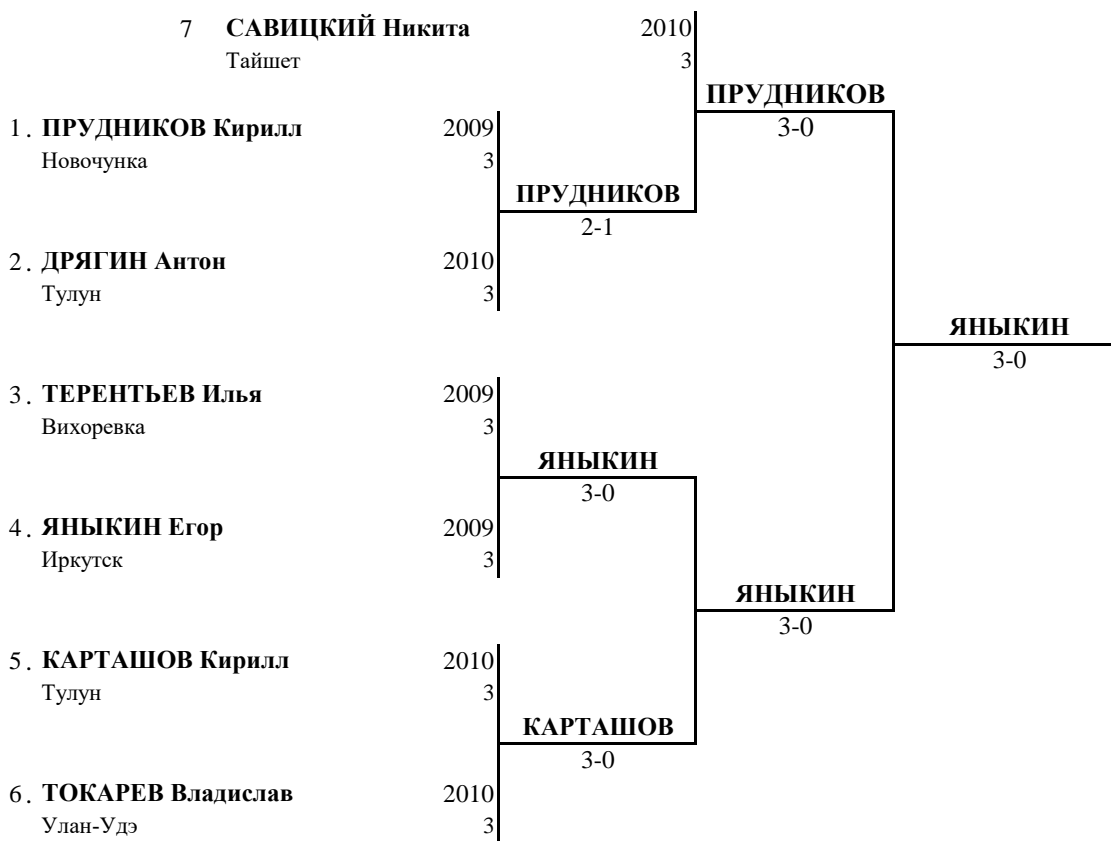 7 САВИЦКИЙ Никита 2010
Тайшет 3
ПРУДНИКОВ
1. ПРУДНИКОВ Кирилл 2009 3-0
Новочунка 3
ПРУДНИКОВ
2-1
2. ДРЯГИН Антон 2010
Тулун 3
ЯНЫКИН
3-0
3. ТЕРЕНТЬЕВ Илья 2009
Вихоревка 3
ЯНЫКИН
3-0
4. ЯНЫКИН Егор 2009
Иркутск 3
ЯНЫКИН
3-0
5. КАРТАШОВ Кирилл 2010
Тулун 3
КАРТАШОВ
3-0
6. ТОКАРЕВ Владислав 2010
Улан-Удэ 3